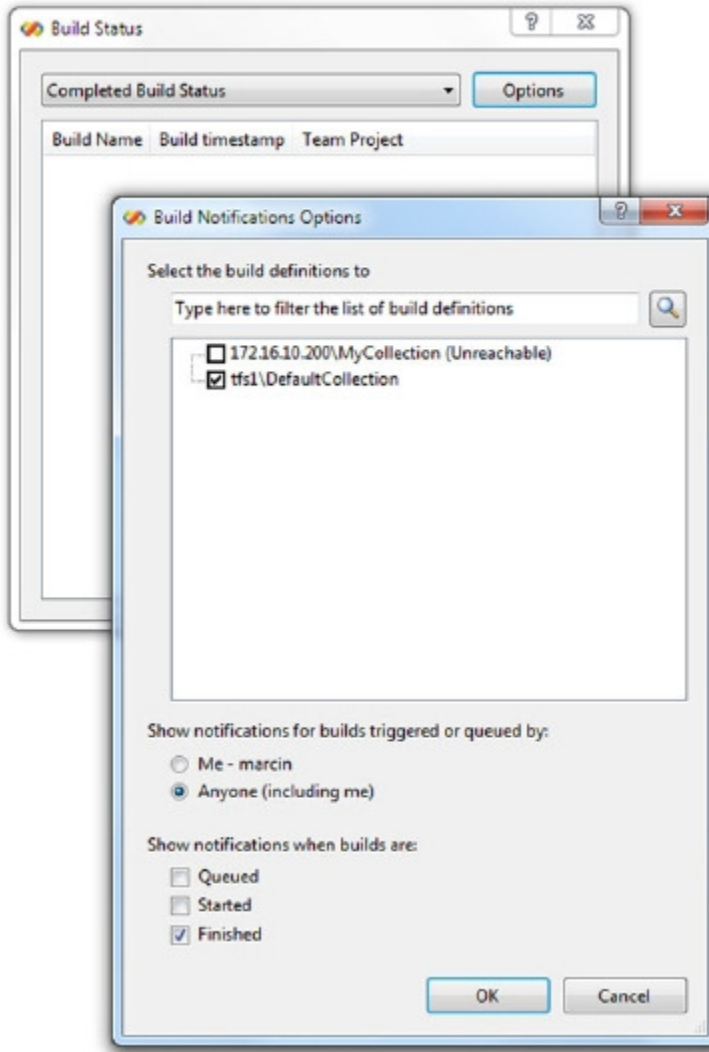 Build Status
Completed Build Status
Options
Build Name Build timestamp Team Project
Build Notifications Options
Select the build definitions to
Type here to filter the list of build definitions
172.16.10.200\MyCollection (Unreachable)
tfs1\DefaultCollection
Show notifications for builds triggered or queued by:
Me - marcin
Anyone (including me)
Show notifications when builds are:
Queued
Started
Finished
OK Cancel